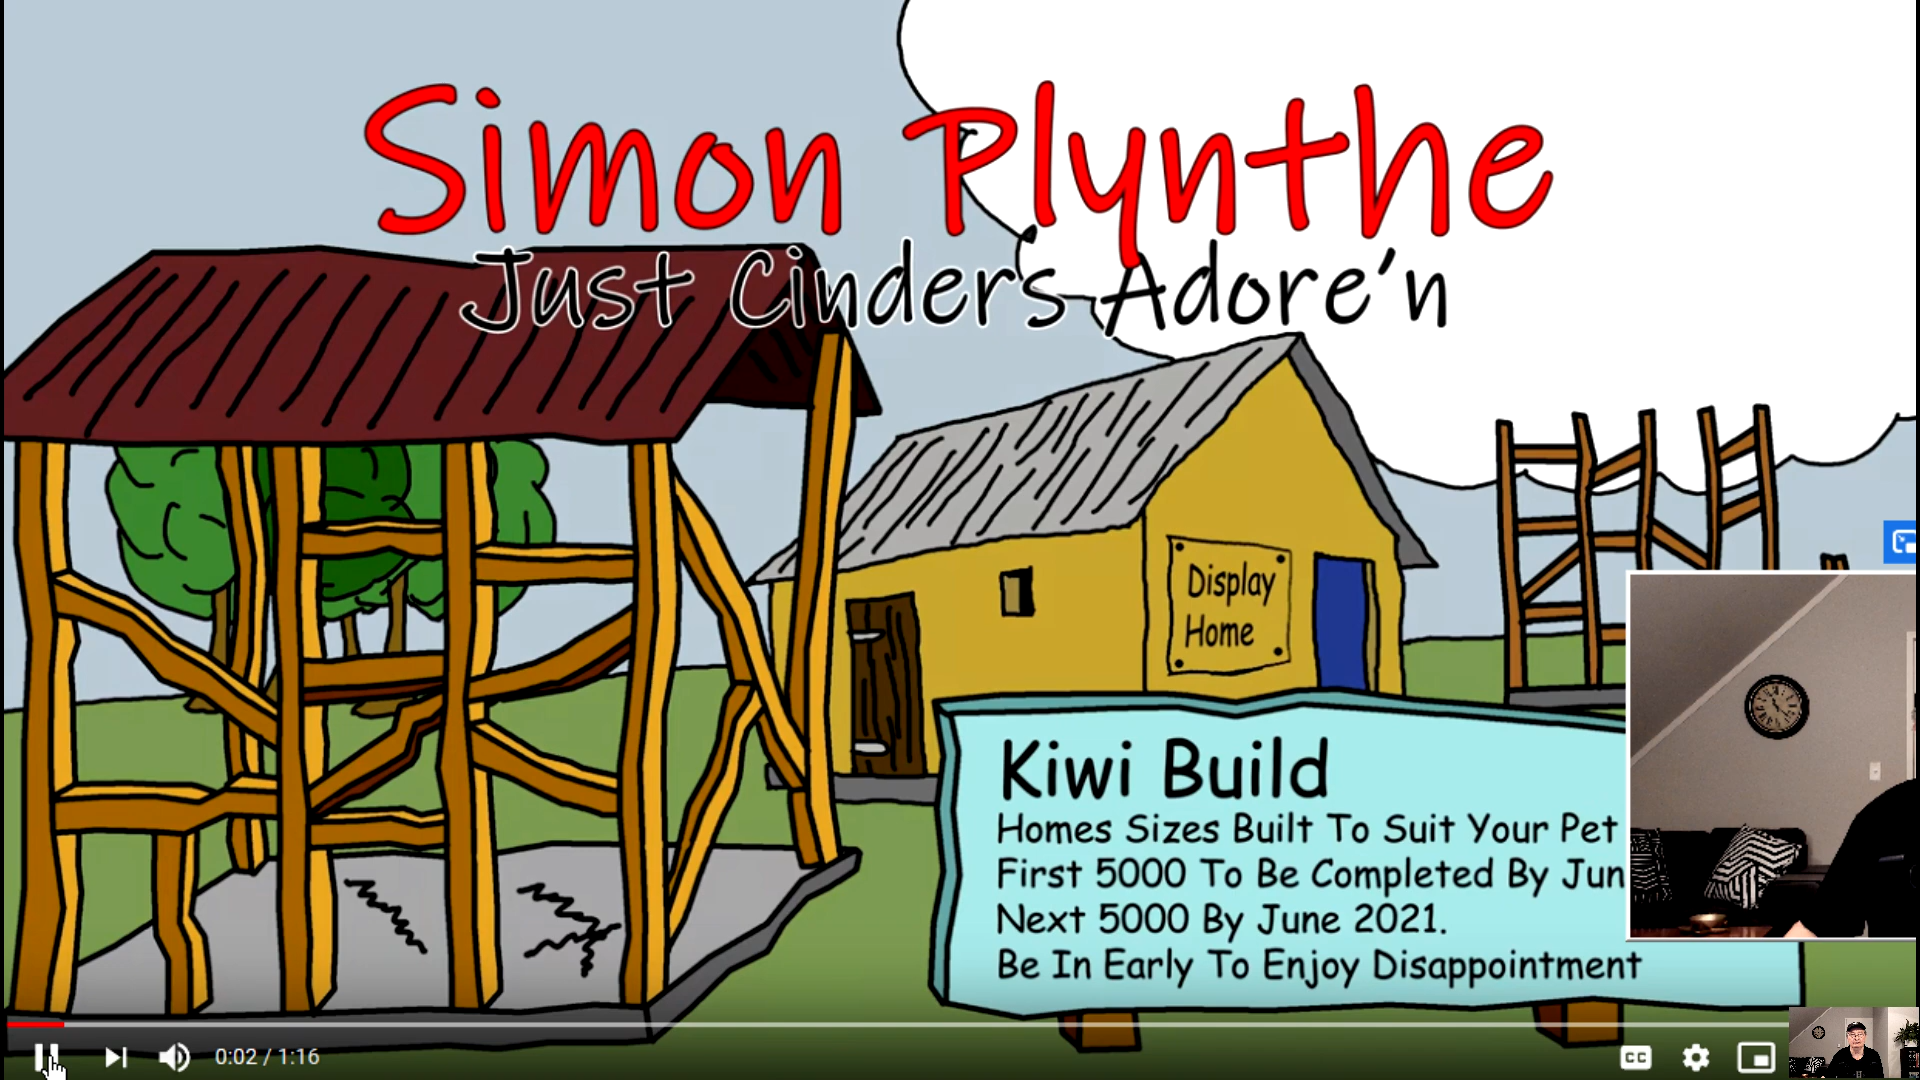 Simon Plynthe
Just Cinders Adore'n
Display
Home
Kiwi Build
Homes Sizes Built To Suit Your Pet
First 5000 To Be Completed By Jun
Next 5000 By June 2021.
Be In Early To Enjoy Disappointment
0:02 / 1:16
CC